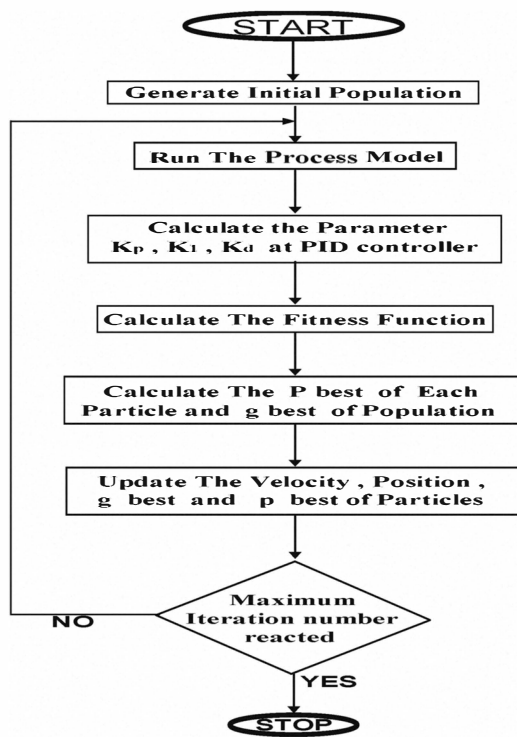 START
Generate Initial Population
Run The Process Model
Calculate the Parameter
Kp , K1 , Kd at PID controller
Calculate The Fitness Function
Calculate The P best of Each
Particle and g best of Population
Update The Velocity , Position ,
g best and p best of Particles
Maximum
Iteration number
reacted
NO
YES
STOP